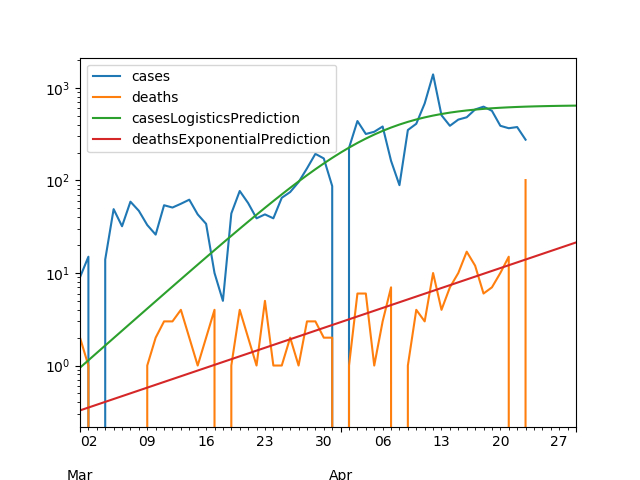 cases
deaths
casesLogisticsPrediction
deathsExponentialPrediction
10³
10²
10¹
10⁰
02 09 16 23 30 06 13 20 27
Mar Apr